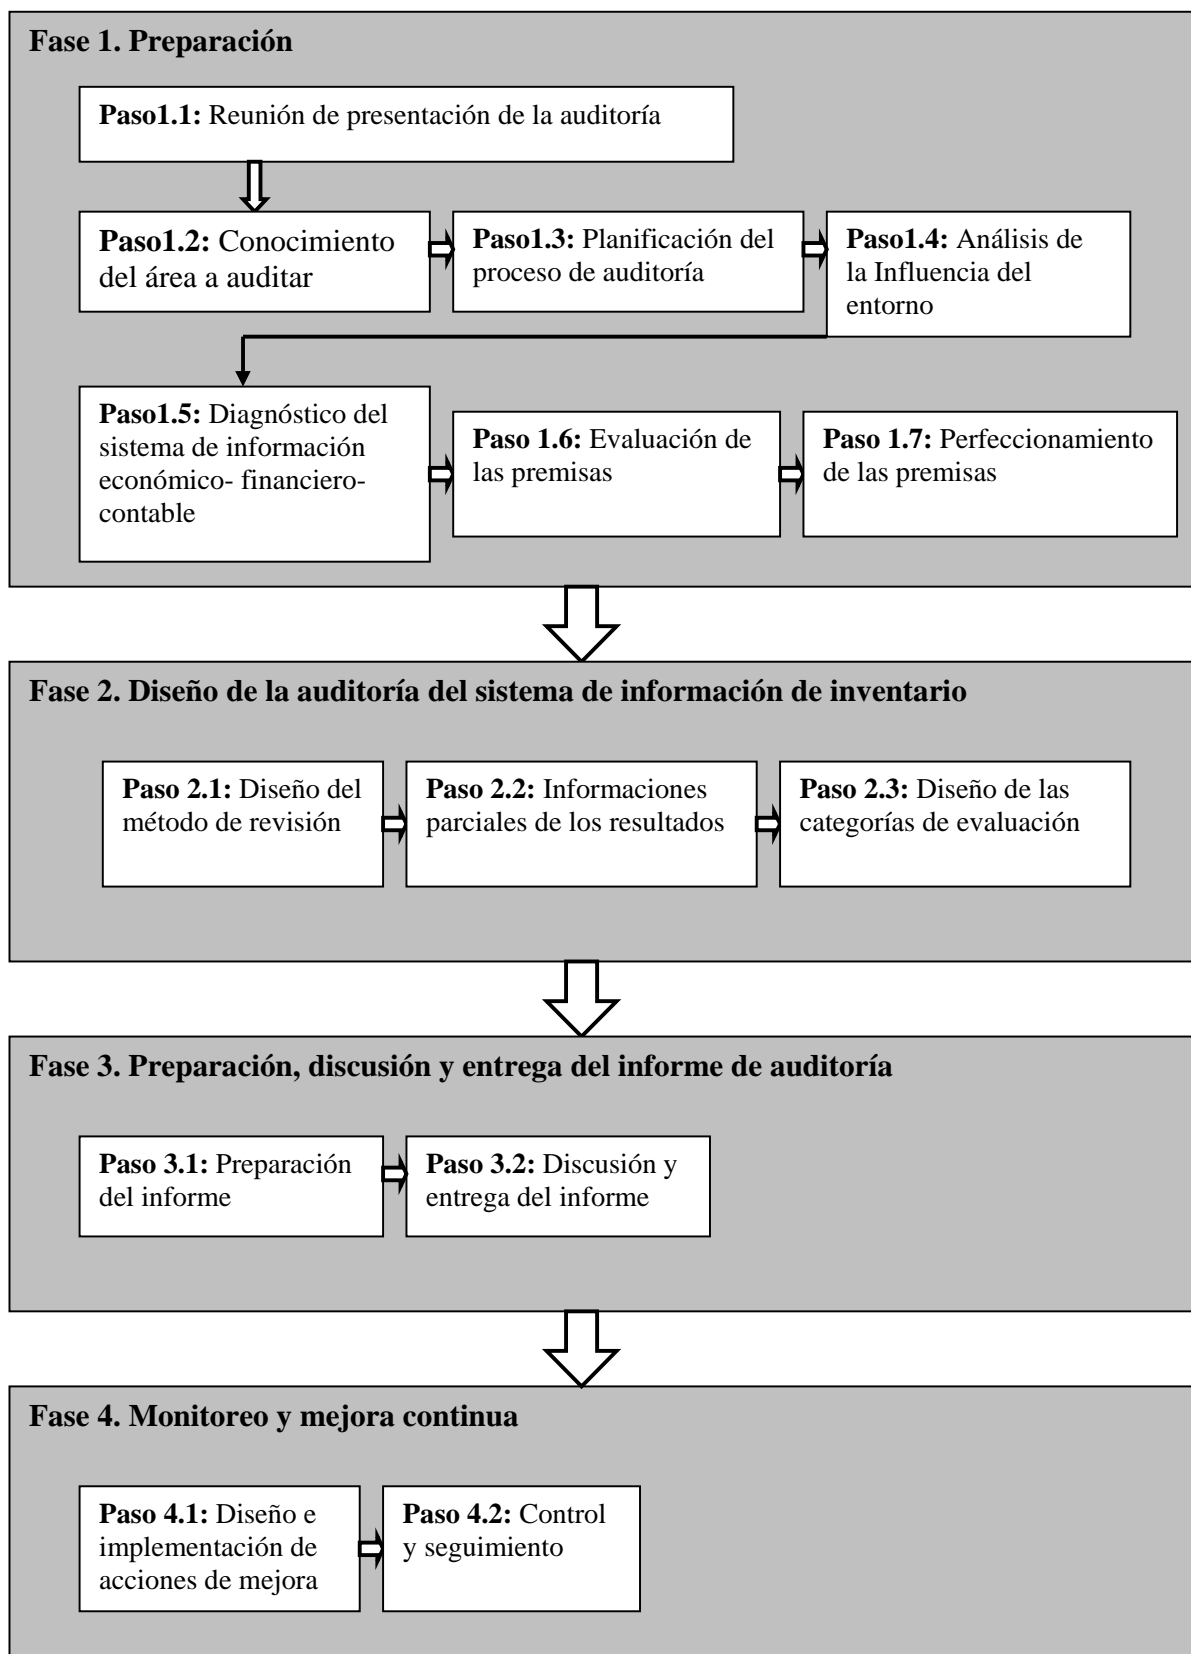 Fase 1. Preparación
Paso1.1: Reunión de presentación de la auditoría
Paso1.2: Conocimiento
del área a auditar
Paso1.3: Planificación del
proceso de auditoría
Paso1.4: Análisis de
la Influencia del
entorno
Paso1.5: Diagnóstico del
sistema de información
económico- financiero-
contable
Paso 1.6: Evaluación de
las premisas
Paso 1.7: Perfeccionamiento
de las premisas
Fase 2. Diseño de la auditoría del sistema de información de inventario
Paso 2.1: Diseño del
método de revisión
Paso 2.2: Informaciones
parciales de los resultados
Paso 2.3: Diseño de las
categorías de evaluación
Fase 3. Preparación, discusión y entrega del informe de auditoría
Paso 3.1: Preparación
del informe
Paso 3.2: Discusión y
entrega del informe
Fase 4. Monitoreo y mejora continua
Paso 4.1: Diseño e
implementación de
acciones de mejora
Paso 4.2: Control
y seguimiento